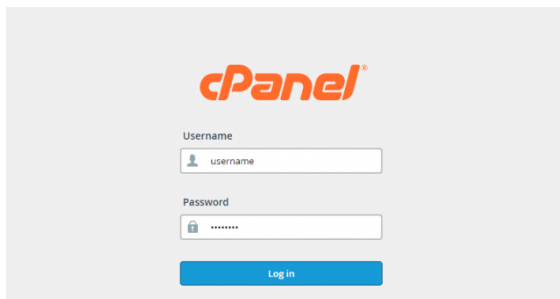 cPanel®
Username
username
Password
••••••••
Log in